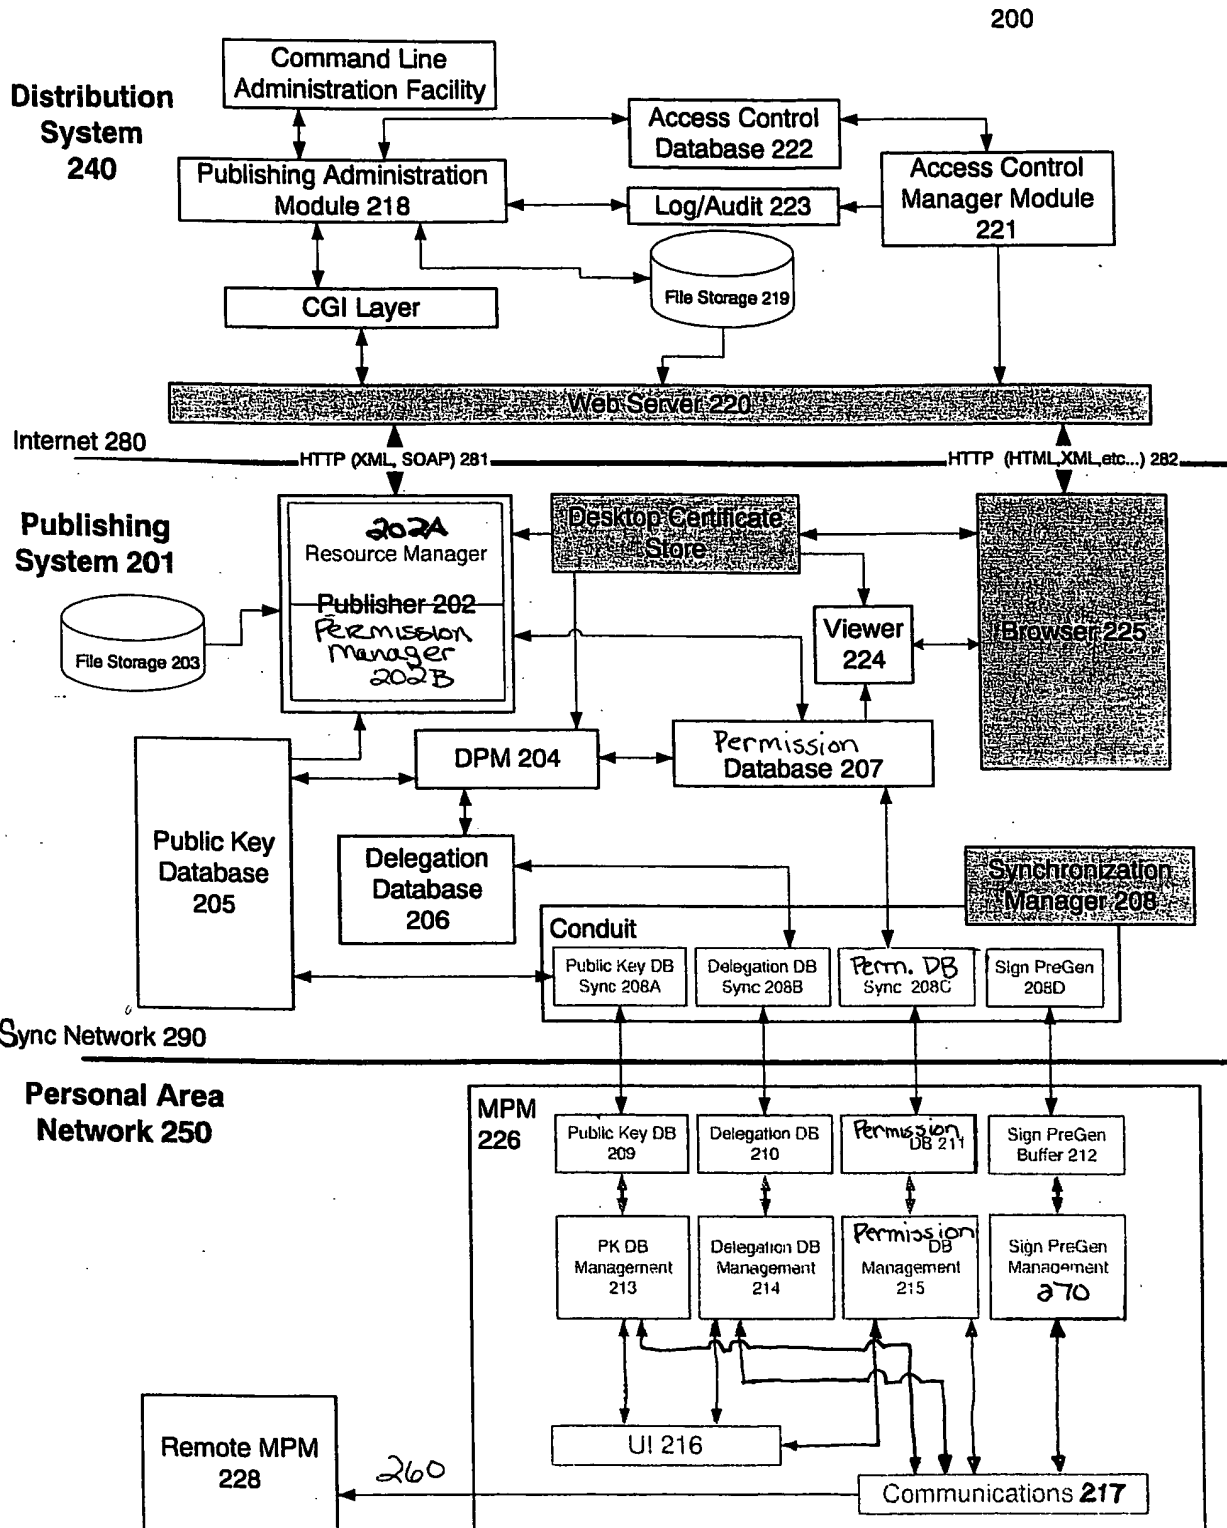 200
Command Line
Administration Facility
Distribution
System
240
Access Control
Database 222
Publishing Administration
Module 218
Access Control
Manager Module
221
Log/Audit 223
File Storage 219
CGI Layer
Web Server 220
Internet 280
HTTP (XML, SOAP) 281
HTTP (HTML,XML,etc...) 282
Publishing
System 201
202A
Resource Manager
Desktop Certificate
Store
Publisher 202
Permission
Manager
202B
File Storage 203
Viewer
224
Browser 225
DPM 204
Permission
Database 207
Public Key
Database
205
Delegation
Database
206
Synchronization
Manager 208
Conduit
Public Key DB
Sync 208A
Delegation DB
Sync 208B
Perm. DB
Sync 208C
Sign PreGen
208D
Sync Network 290
Personal Area
Network 250
MPM
226
Public Key DB
209
Delegation DB
210
Permission
DB 211
Sign PreGen
Buffer 212
PK DB
Management
213
Delegation DB
Management
214
Permission
DB
Management
215
Sign PreGen
Management
270
UI 216
Remote MPM
228
260
Communications 217